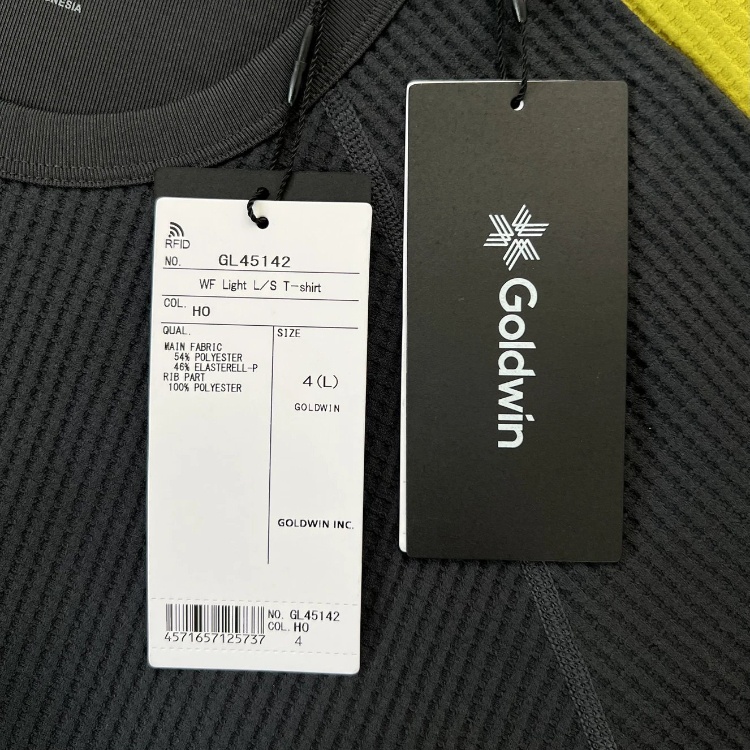 RFID
NO. GL45142
WF Light L/S T-shirt
COL. HO
QUAL.
MAIN FABRIC
54% POLYESTER
46% ELASTERELL-P
RIB PART
100% POLYESTER
SIZE
4(L)
GOLDWIN
GOLDWIN INC.
NO. GL45142
COL. HO
4
4571657125737
Goldwin